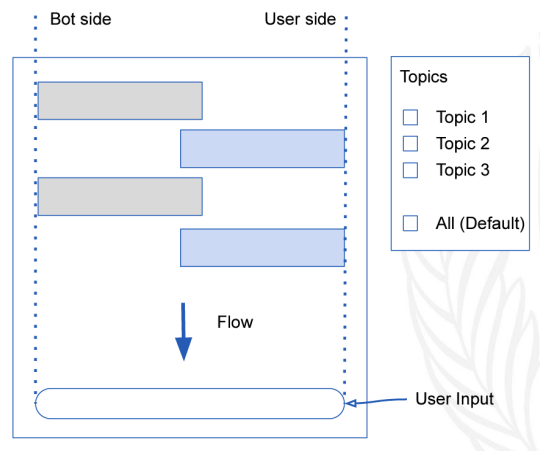 Bot side
User side
Topics
Topic 1
Topic 2
Topic 3
All (Default)
Flow
User Input